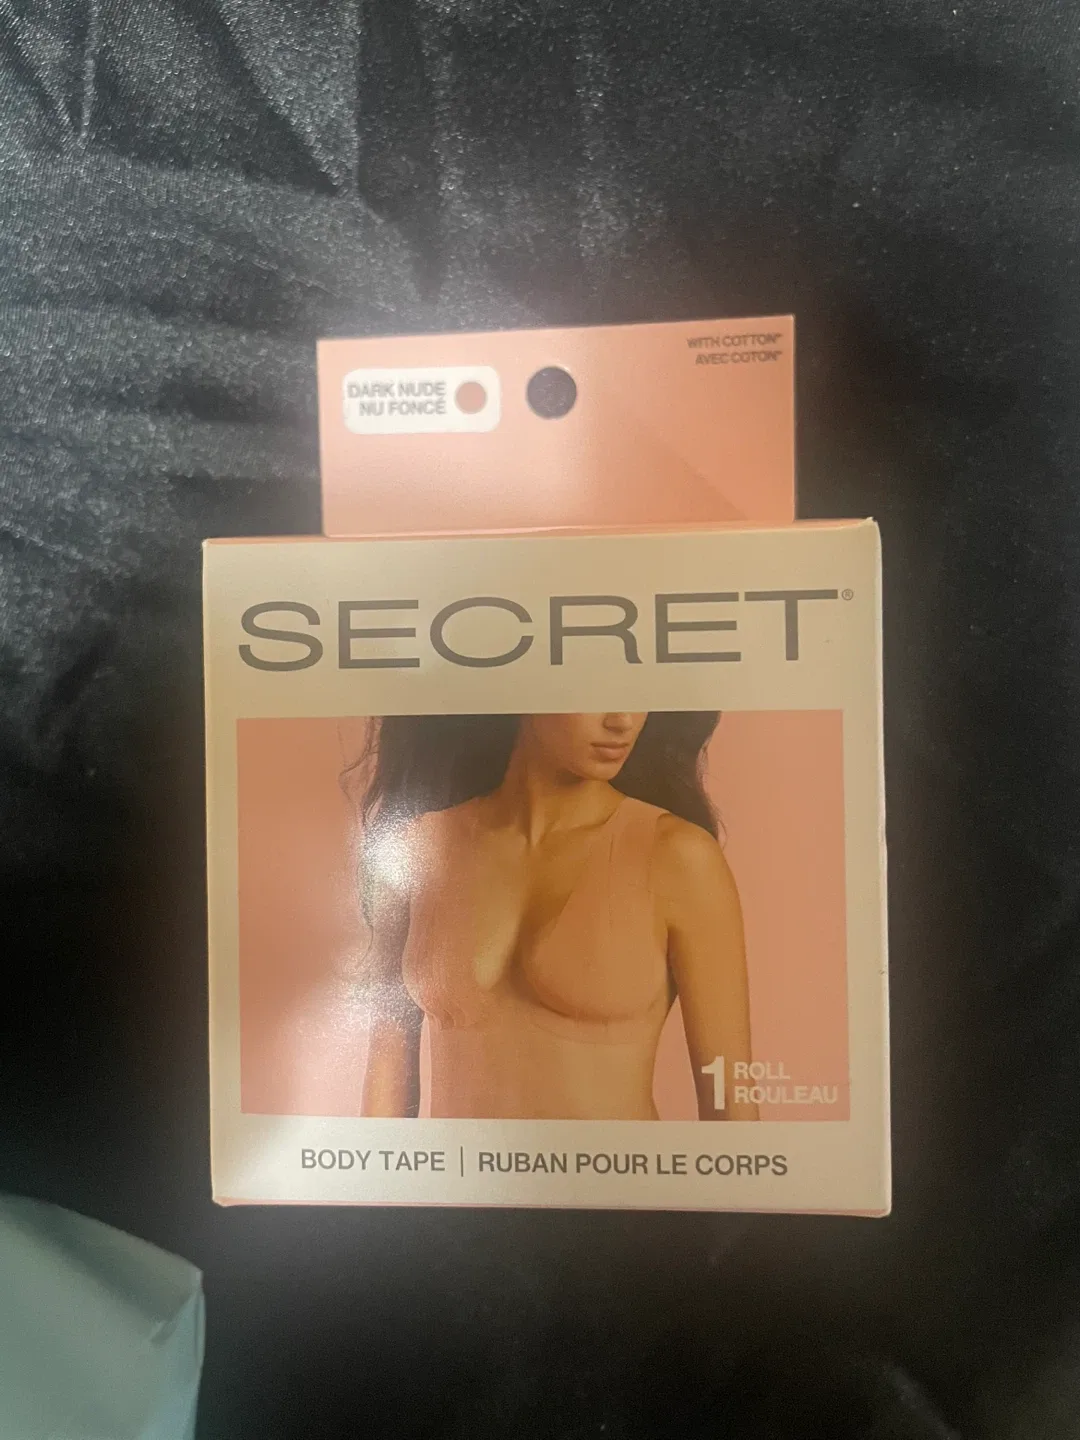 WITH COTTON*
AVEC COTON*
DARK NUDE
NU FONCÉ
SECRET®
1 ROLL
ROULEAU
BODY TAPE | RUBAN POUR LE CORPS